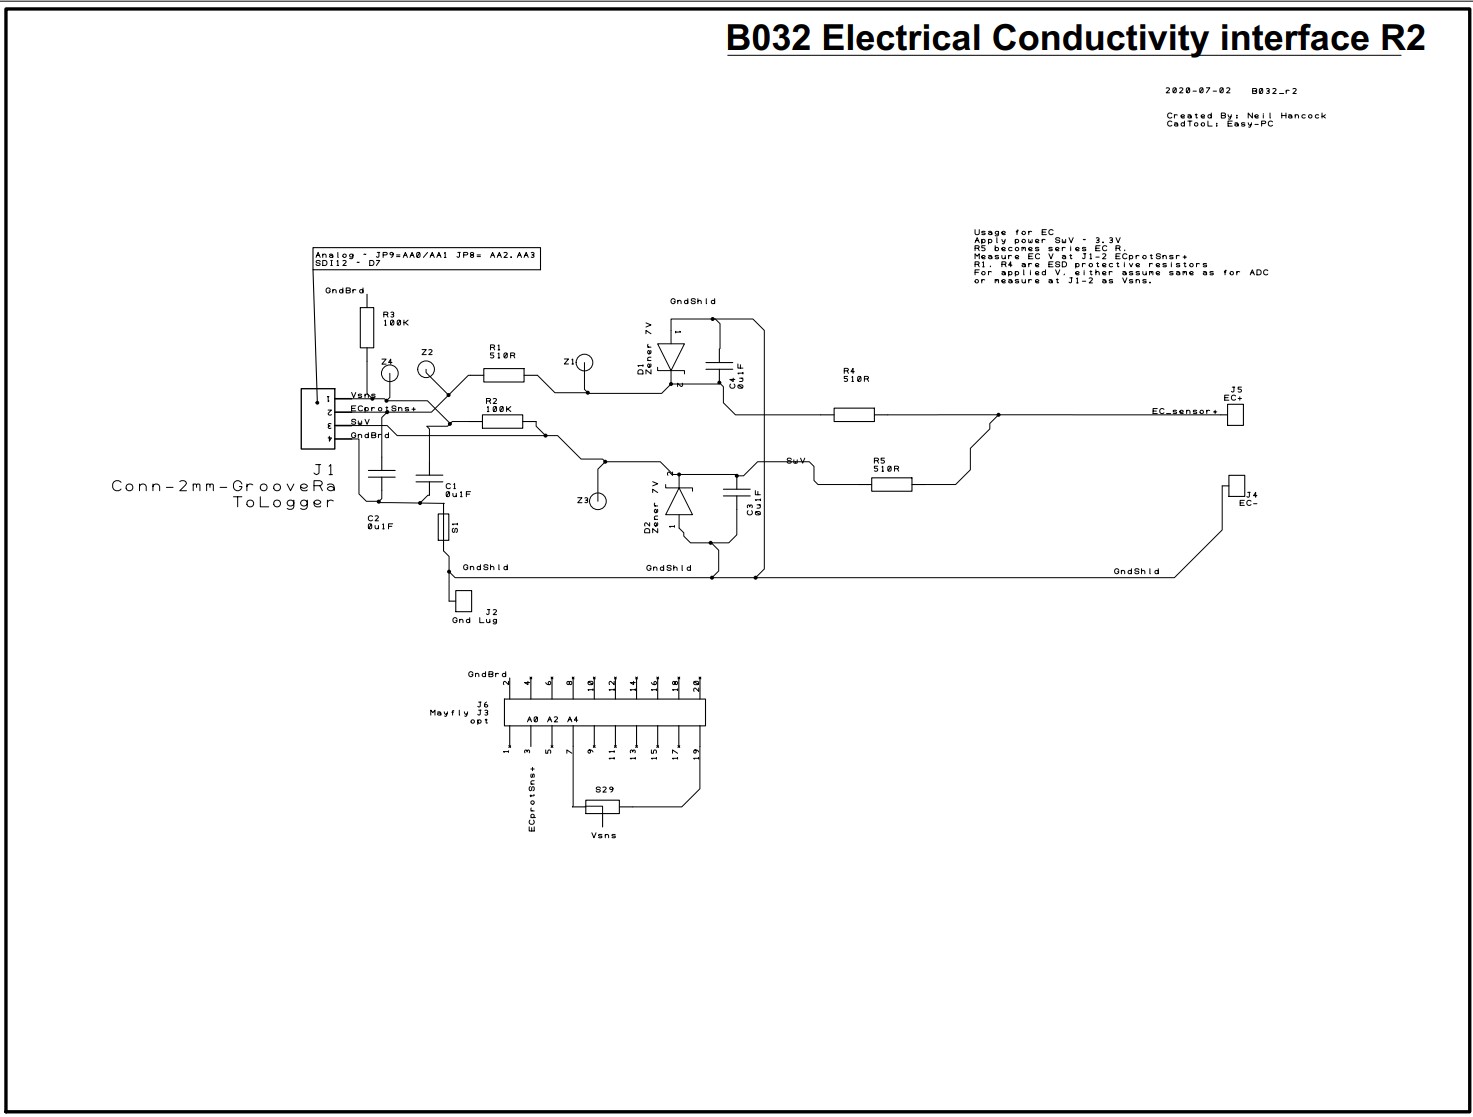 B032 Electrical Conductivity interface R2
2020-07-02 B032_r2
Created By: Neil Hancock
CadTooL: Easy-PC
Usage for EC
Apply power SwV - 3.3V
R5 becomes series EC R.
Measure EC V at J1-2 ECprotSnsr+
R1. R4 are ESD protective resistors
For applied V. either assume same as for ADC
or measure at J1-2 as Vsns.
Analog - JP9=AA0/AA1 JP8= AA2.AA3
SDI12 - D7
GndBrd
R3
100K
Z4
Z2
R1
510R
Z1
GndShld
D1
Zener 7V
1
2
C4
0u1F
R4
510R
J5
EC+
EC_sensor+
1
Vsns
2
ECprotSns+
3
SwV
4
GndBrd
R2
100K
J1
Conn-2mm-GrooveRa
ToLogger
C1
0u1F
C2
0u1F
S1
Z3
D2
Zener 7V
2
1
C3
0u1F
SwV
R5
510R
J4
EC-
GndShld
GndShld
GndShld
J2
Gnd Lug
GndBrd
2 4 6 8 10 12 14 16 18 20
J6
Mayfly J3
opt
A0 A2 A4
1 3 5 7 9 11 13 15 17 19
ECprotSns+
S29
Vsns